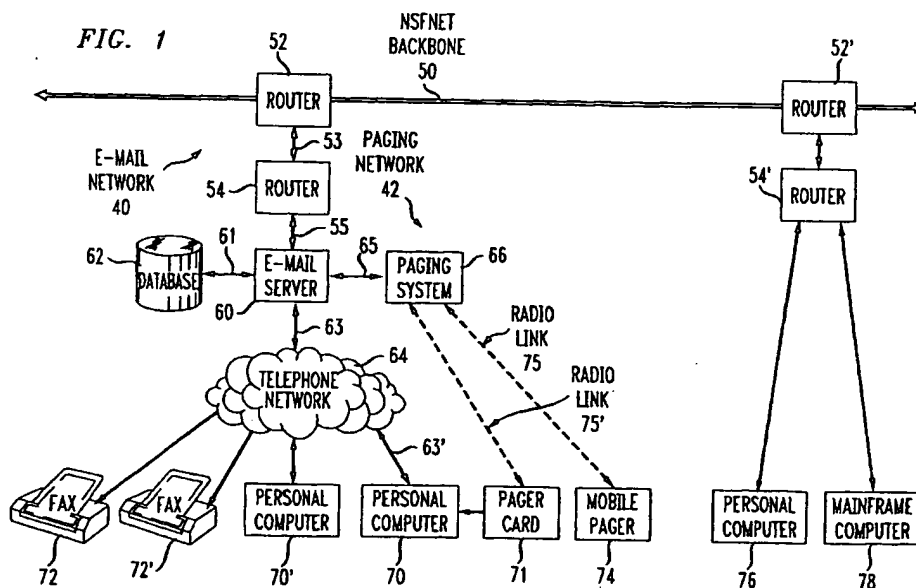 FIG. 1
52
NSFNET
BACKBONE
50
52'
ROUTER
ROUTER
53
E-MAIL
NETWORK
40
54
ROUTER
PAGING
NETWORK
42
54'
ROUTER
55
62
DATABASE
61
E-MAIL
SERVER
60
65
PAGING
SYSTEM
66
63
64
TELEPHONE
NETWORK
RADIO
LINK
75
RADIO
LINK
75'
63'
FAX
FAX
PERSONAL
COMPUTER
PERSONAL
COMPUTER
PAGER
CARD
MOBILE
PAGER
PERSONAL
COMPUTER
MAINFRAME
COMPUTER
72
72'
70'
70
71
74
76
78